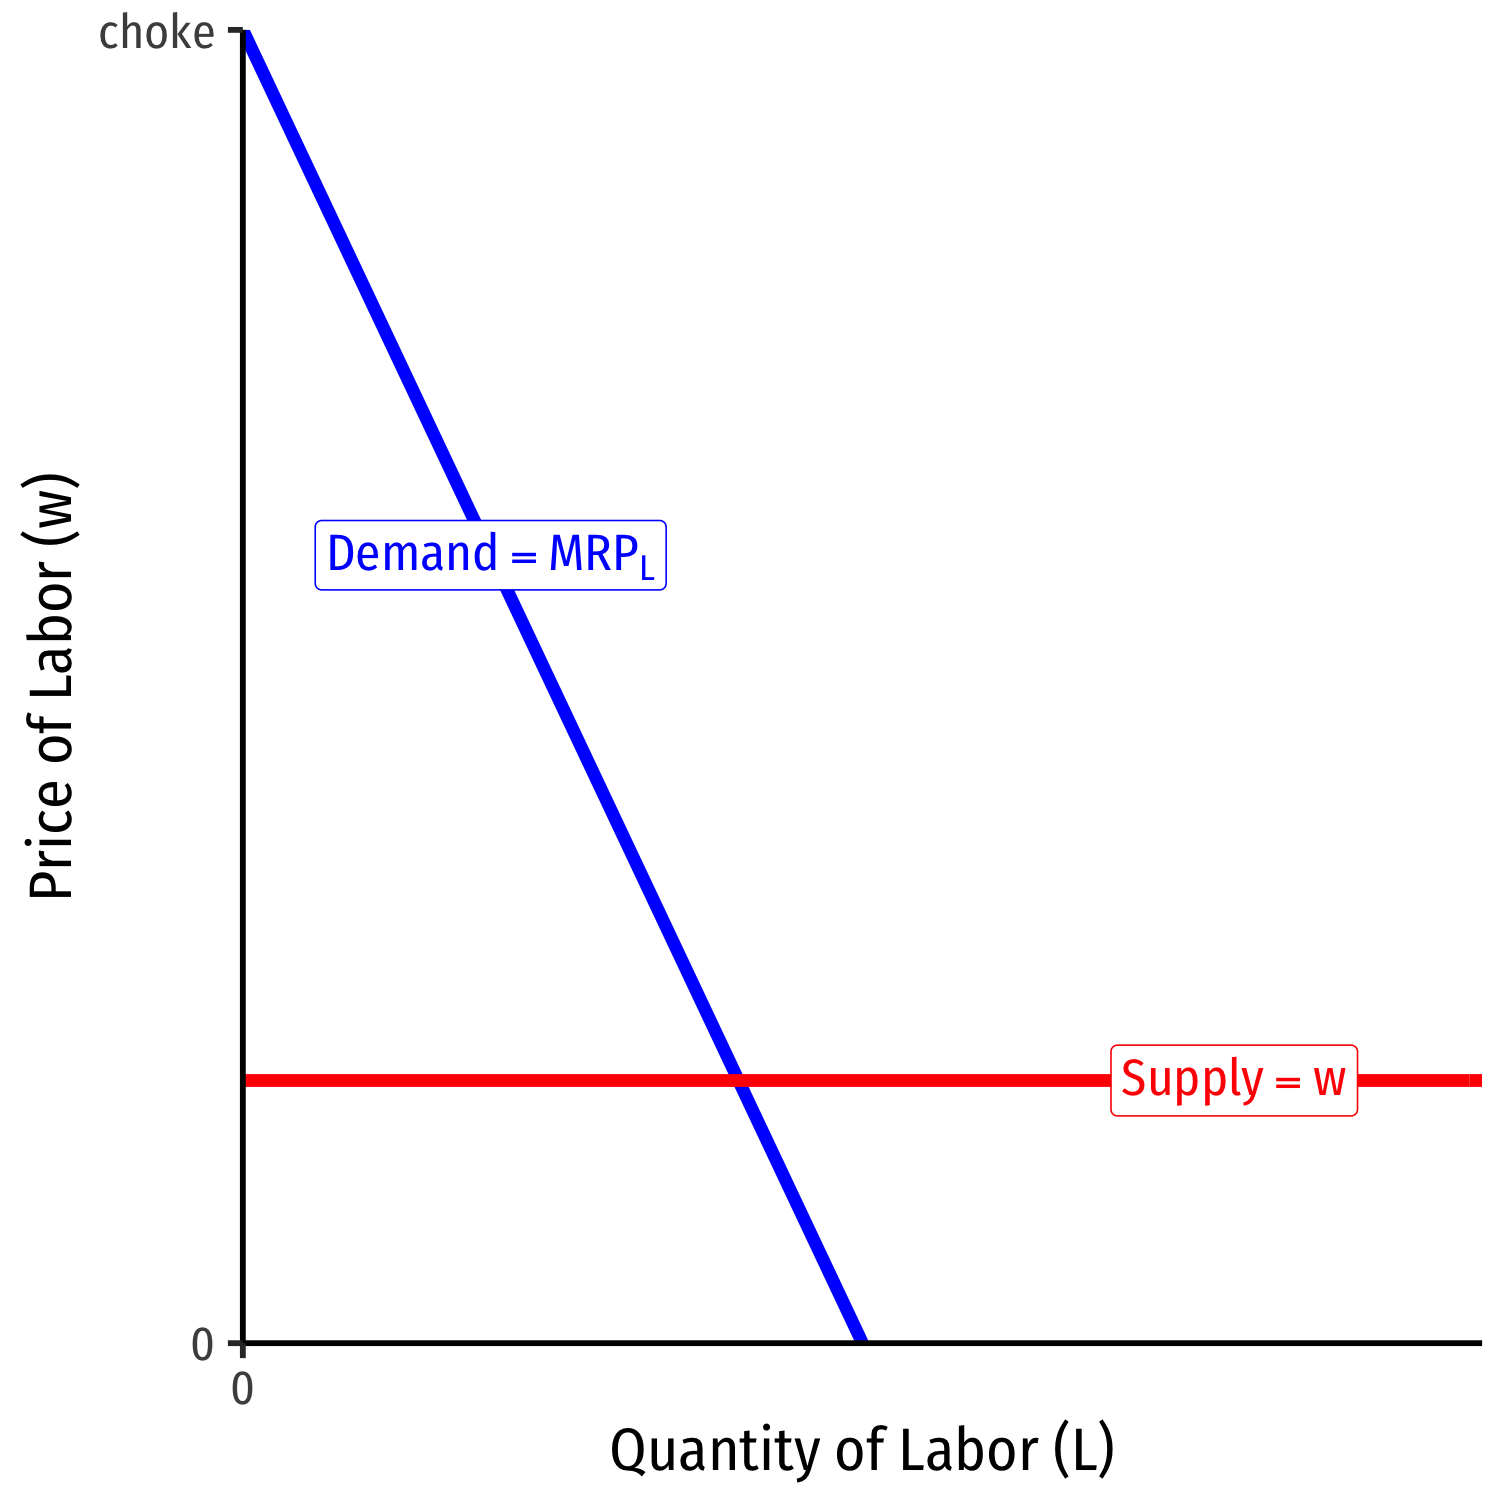 choke
Demand = MRP_L
Price of Labor (w)
Supply = w
0
0
Quantity of Labor (L)